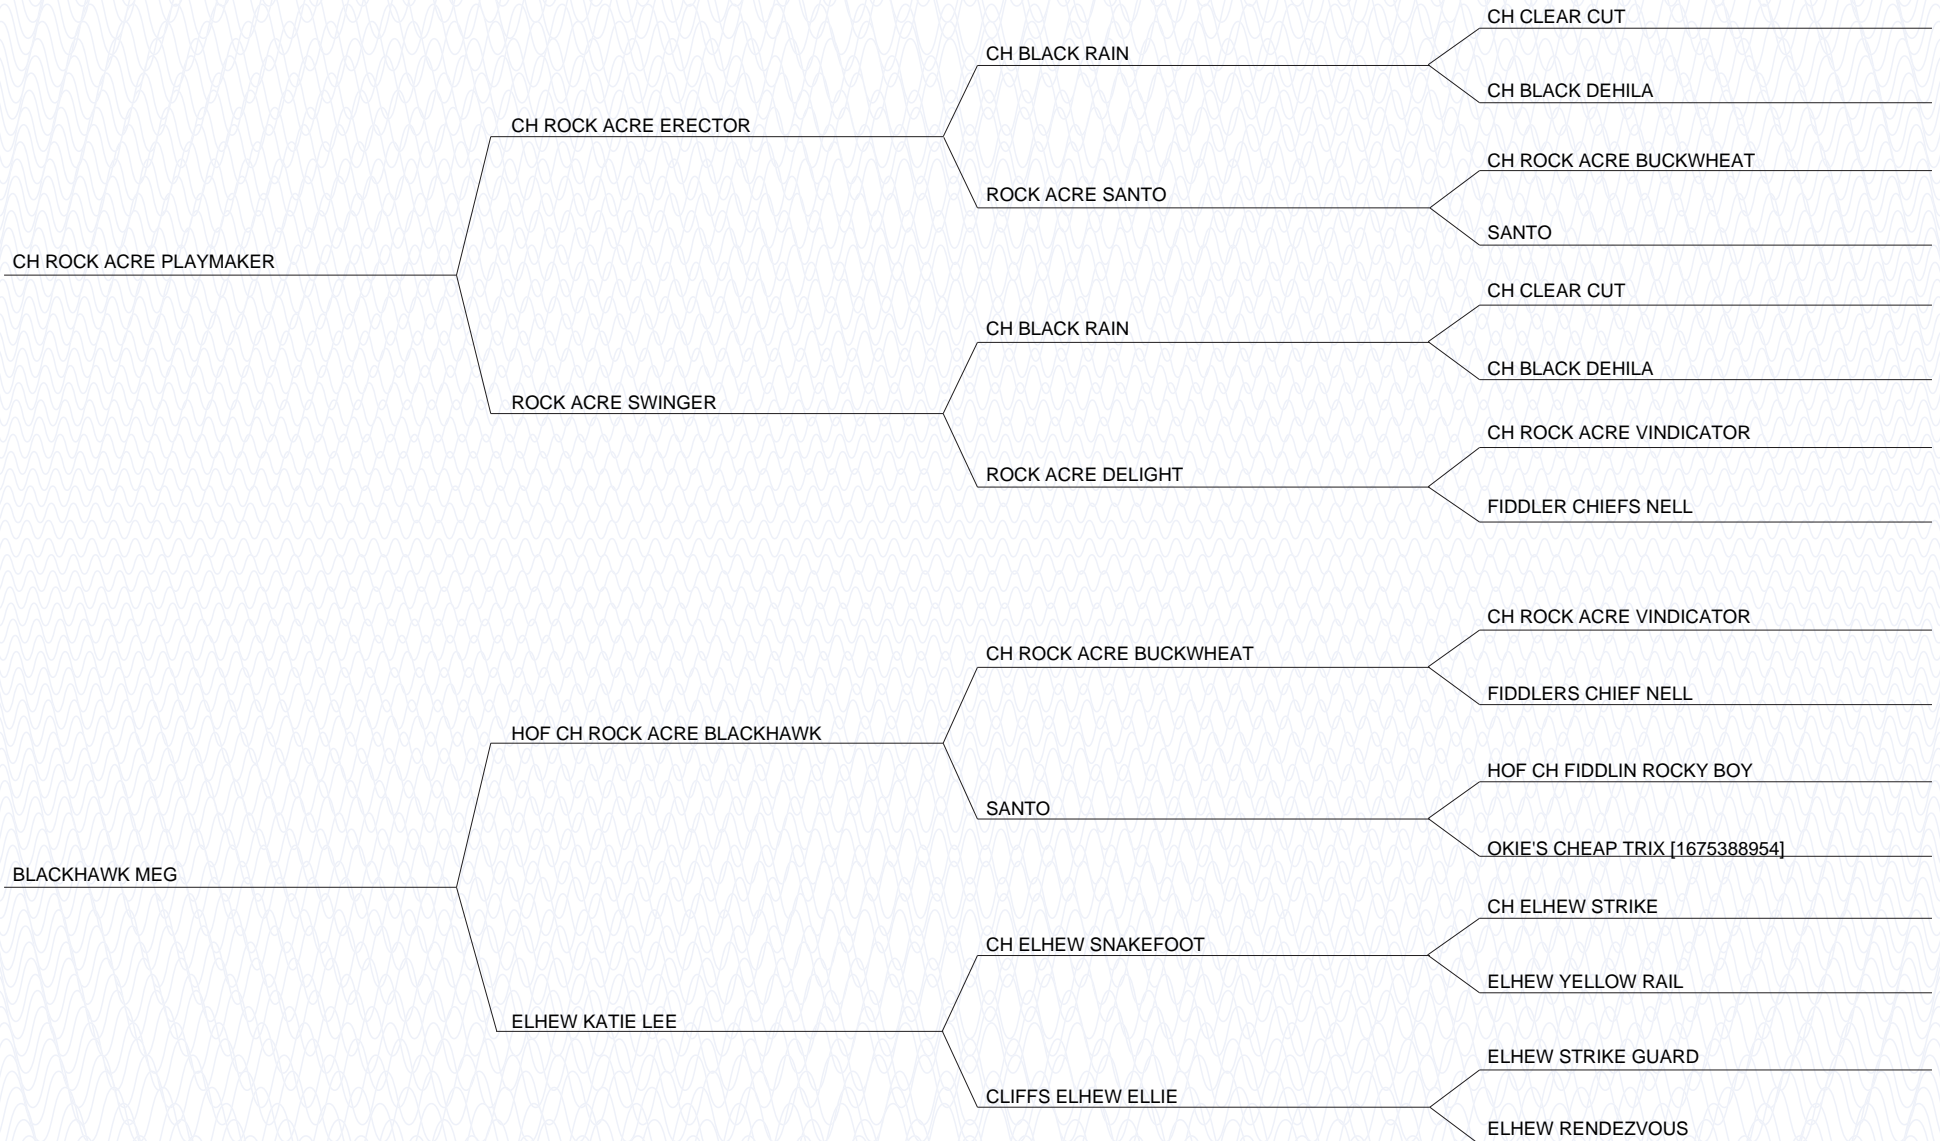 CH CLEAR CUT
CH BLACK RAIN
CH BLACK DEHILA
CH ROCK ACRE ERECTOR
CH ROCK ACRE BUCKWHEAT
ROCK ACRE SANTO
SANTO
CH ROCK ACRE PLAYMAKER
CH CLEAR CUT
CH BLACK RAIN
CH BLACK DEHILA
ROCK ACRE SWINGER
CH ROCK ACRE VINDICATOR
ROCK ACRE DELIGHT
FIDDLER CHIEFS NELL
CH ROCK ACRE VINDICATOR
CH ROCK ACRE BUCKWHEAT
FIDDLERS CHIEF NELL
HOF CH ROCK ACRE BLACKHAWK
HOF CH FIDDLIN ROCKY BOY
SANTO
OKIE'S CHEAP TRIX [1675388954]
BLACKHAWK MEG
CH ELHEW STRIKE
CH ELHEW SNAKEFOOT
ELHEW YELLOW RAIL
ELHEW KATIE LEE
ELHEW STRIKE GUARD
CLIFFS ELHEW ELLIE
ELHEW RENDEZVOUS